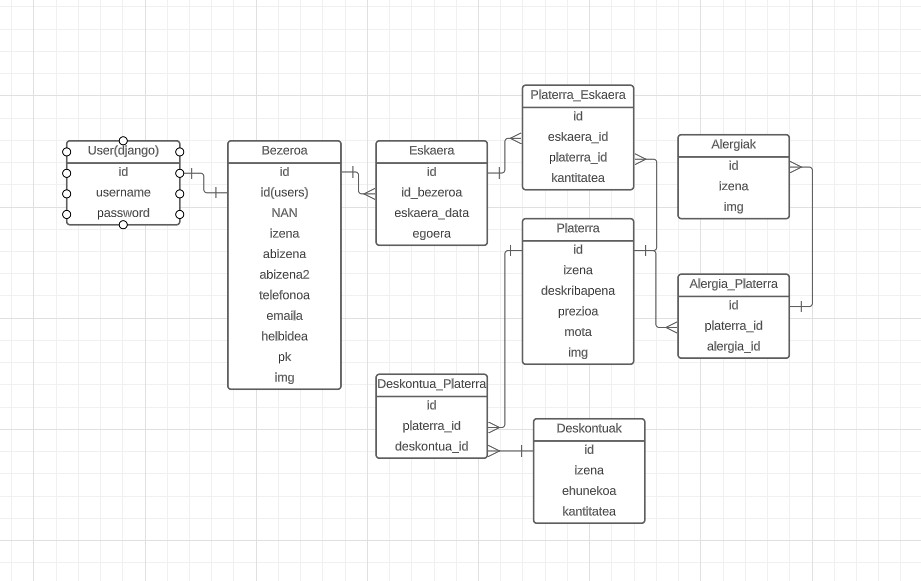 User(django)
id
username
password
Bezeroa
id
id(users)
NAN
izena
abizena
abizena2
telefonoa
emaila
helbidea
pk
img
Eskaera
id
id_bezeroa
eskaera_data
egoera
Platerra_Eskaera
id
eskaera_id
platerra_id
kantitatea
Platerra
id
izena
deskribapena
prezioa
mota
img
Alergiak
id
izena
img
Alergia_Platerra
id
platerra_id
alergia_id
Deskontua_Platerra
id
platerra_id
deskontua_id
Deskontuak
id
izena
ehunekoa
kantitatea